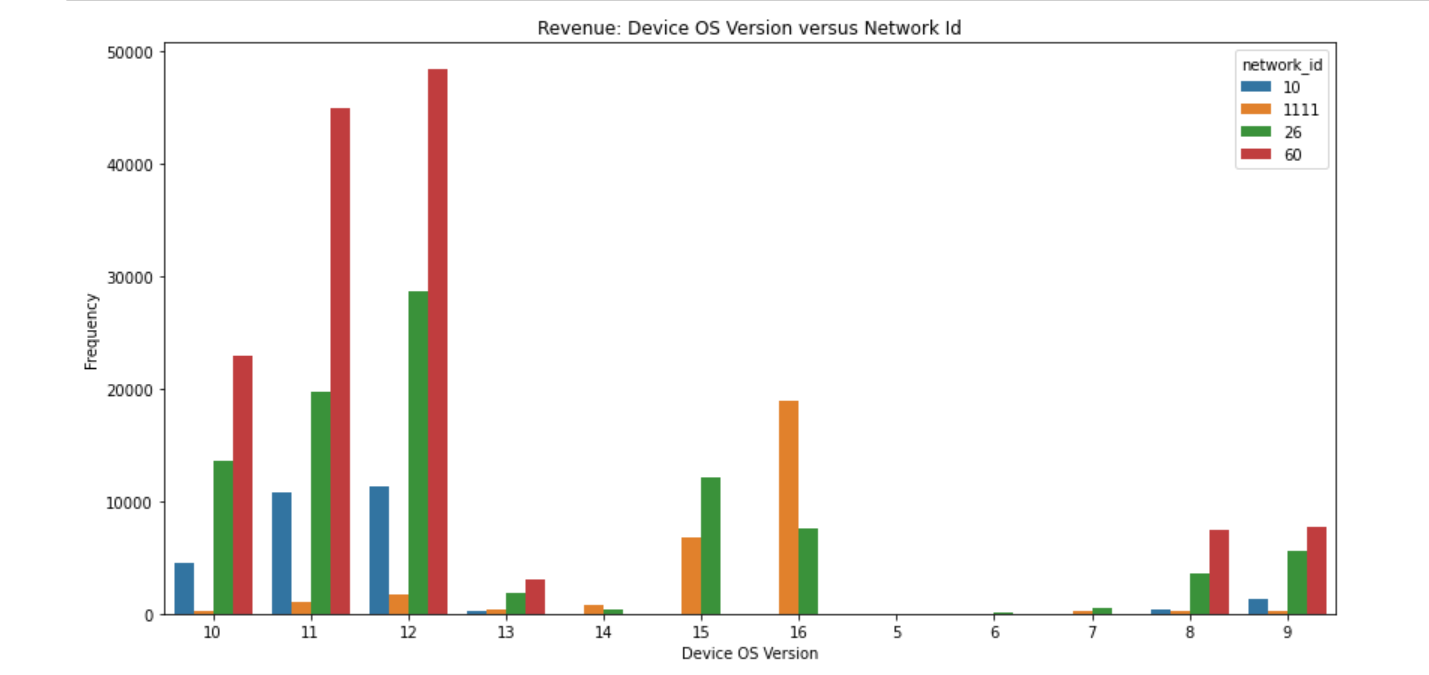 Revenue: Device OS Version versus Network Id
50000
40000
30000
20000
10000
0
Frequency
network_id
10
1111
26
60
10 11 12 13 14 15 16 5 6 7 8 9
Device OS Version